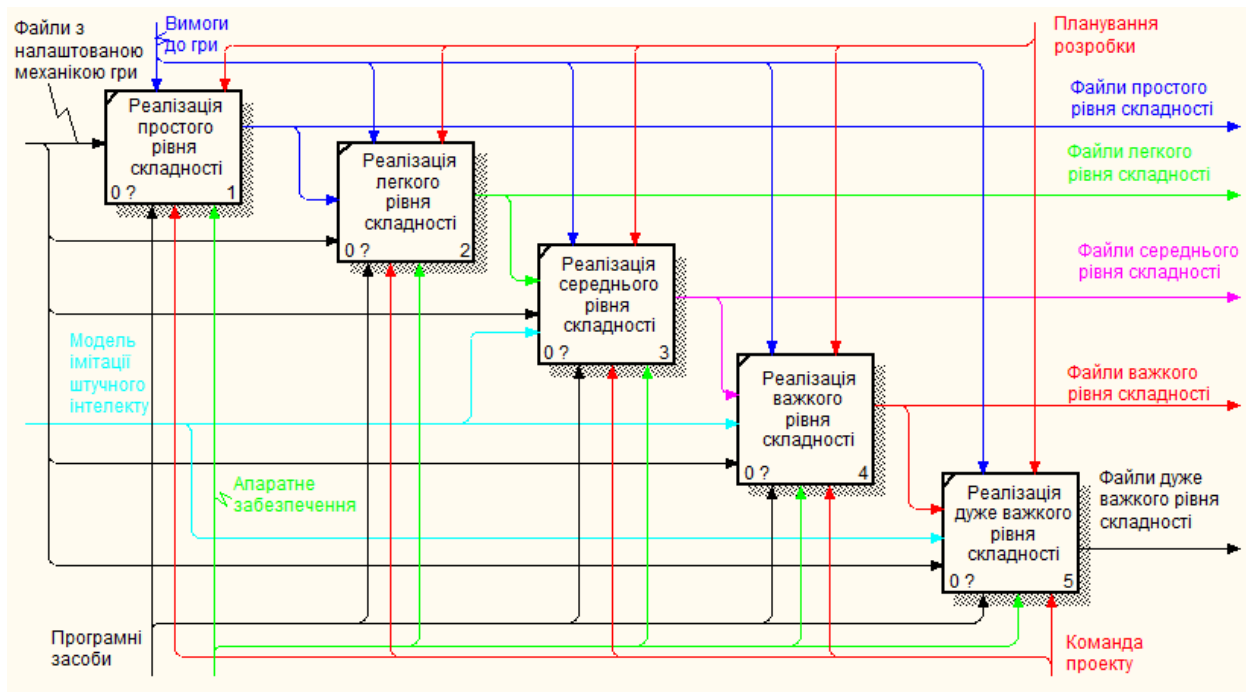 Файли з
налаштованою
механікою гри
Вимоги
до гри
Планування
розробки
Реалізація
простого
рівня
складності
0 ?
1
Файли простого
рівня складності
Реалізація
легкого
рівня
складності
0 ?
2
Файли легкого
рівня складності
Реалізація
середнього
рівня
складності
0 ?
3
Файли середнього
рівня складності
Модель
імітації
штучного
інтелекту
Реалізація
важкого
рівня
складності
0 ?
4
Файли важкого
рівня складності
Апаратне
забезпечення
Реалізація
дуже важкого
рівня
складності
0 ?
5
Файли дуже
важкого рівня
складності
Програмні
засоби
Команда
проекту